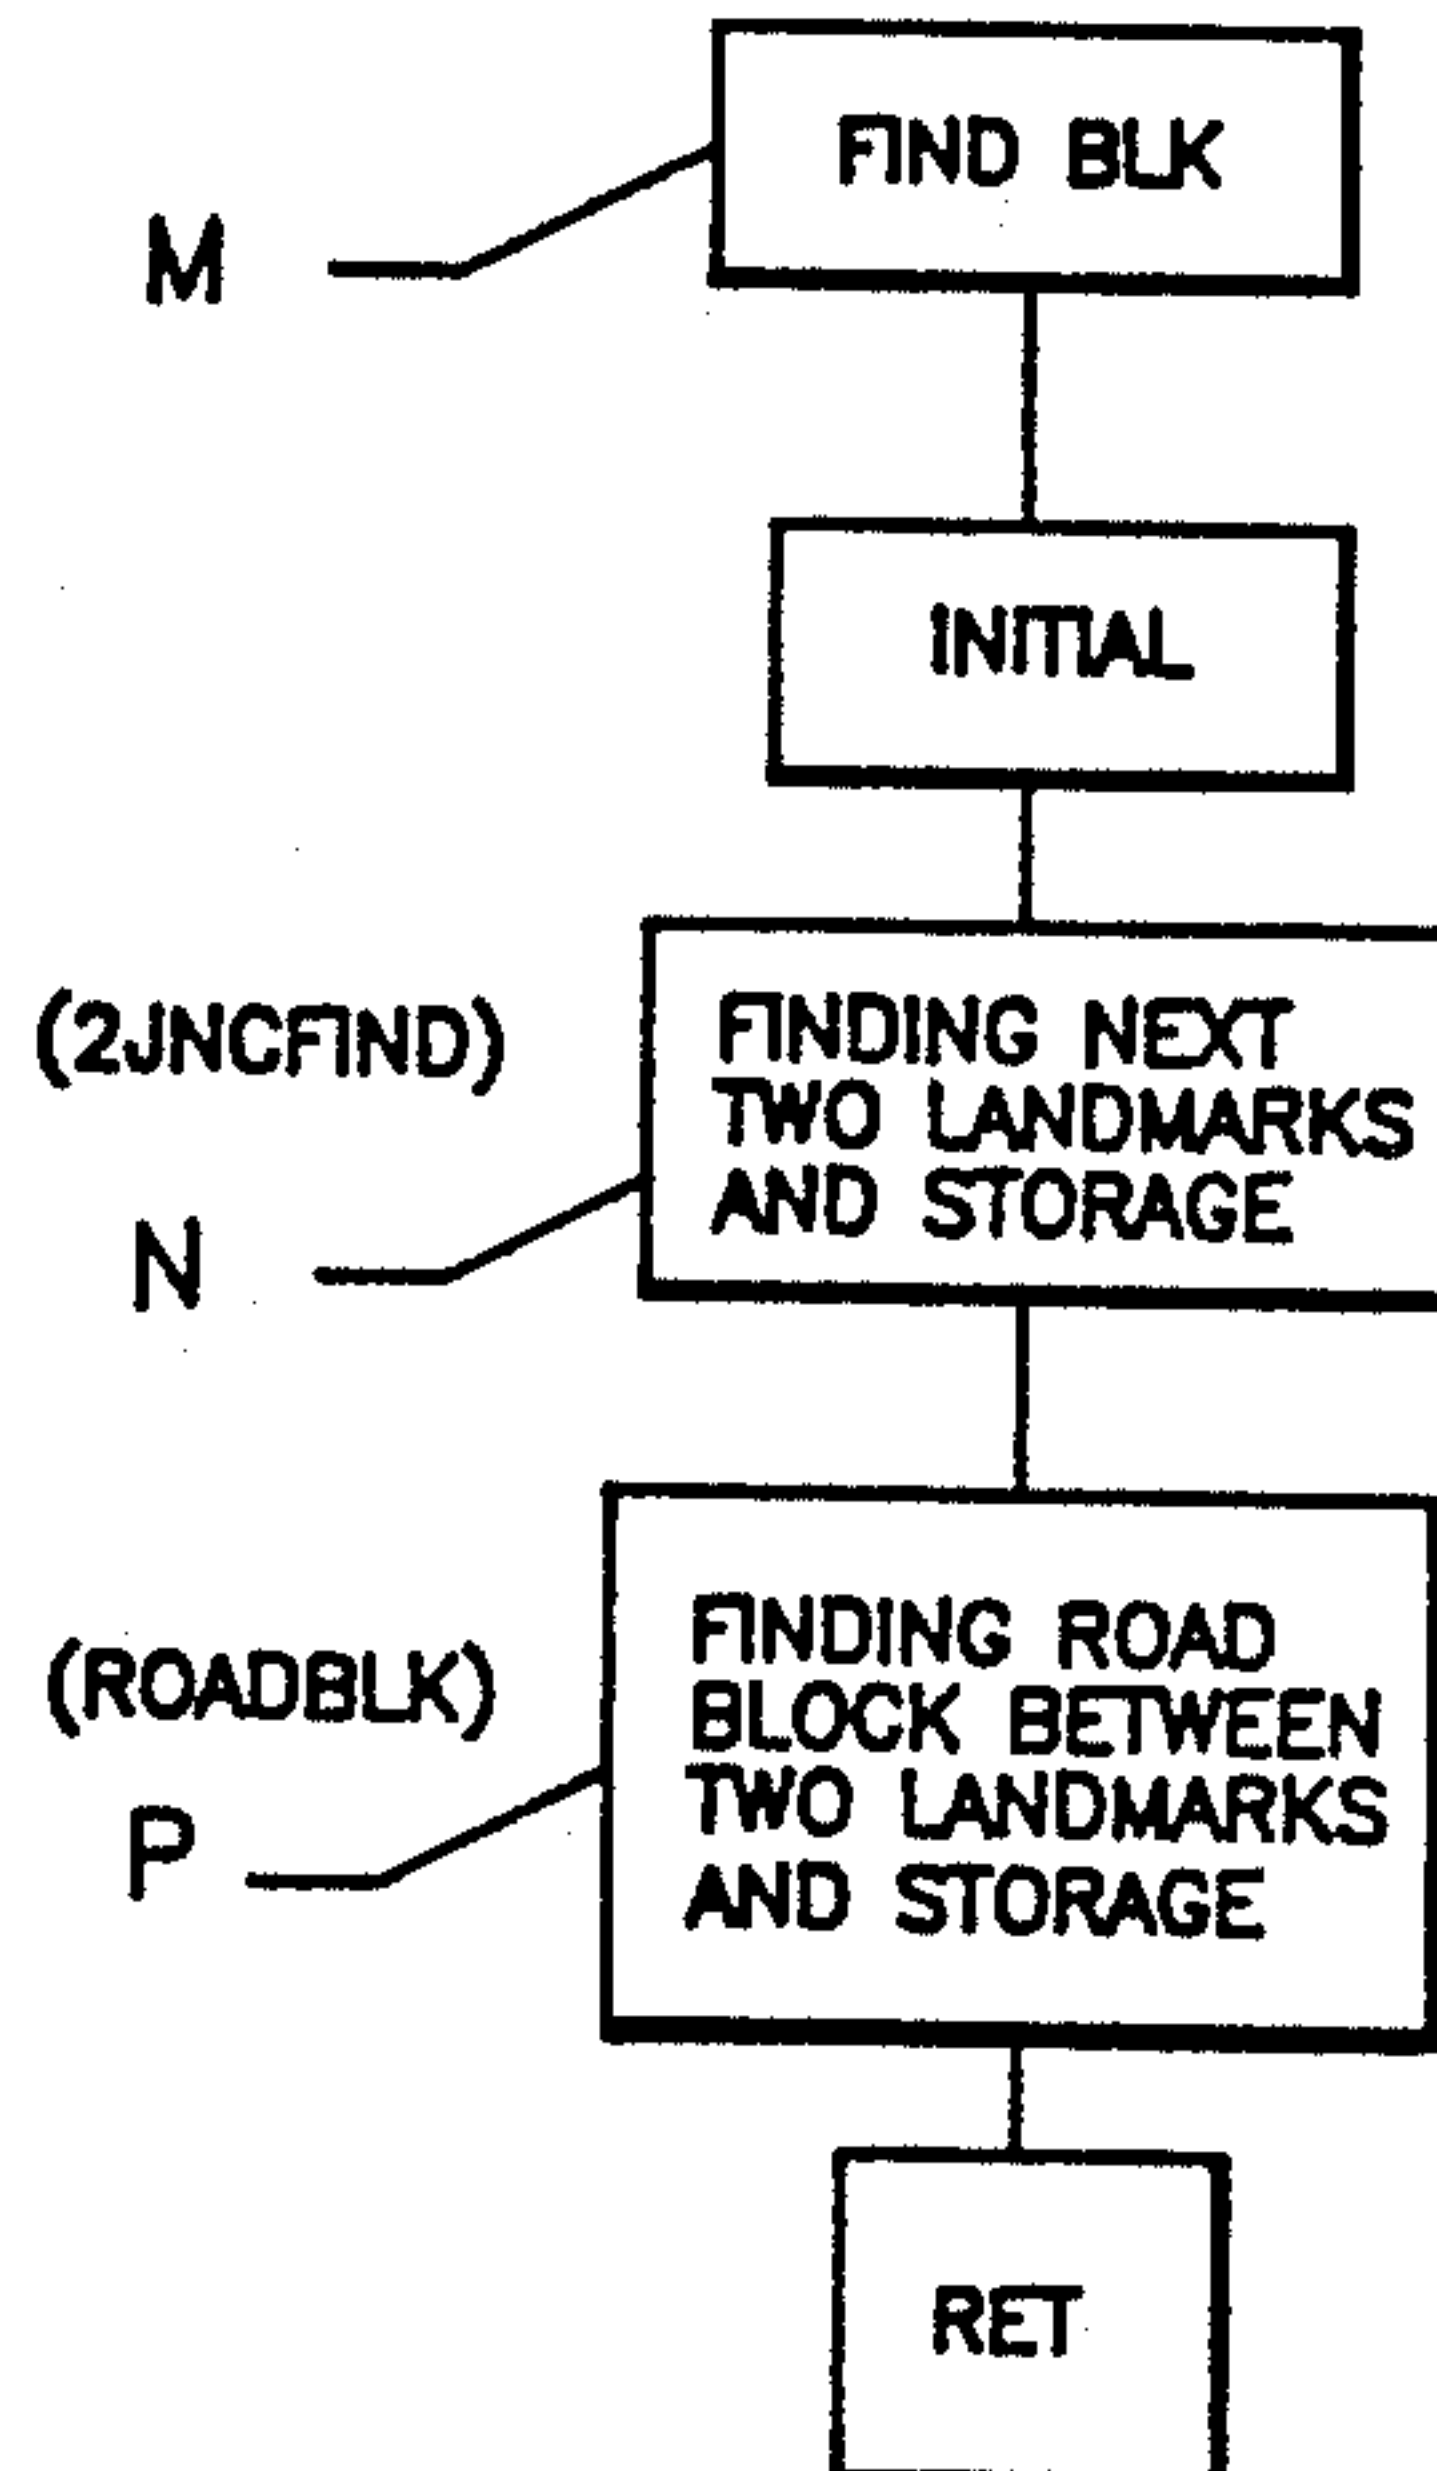 FIND BLK
M
INITIAL
(2JNCFIND)
FINDING NEXT
TWO LANDMARKS
AND STORAGE
N
(ROADBLK)
FINDING ROAD
BLOCK BETWEEN
TWO LANDMARKS
AND STORAGE
P
RET